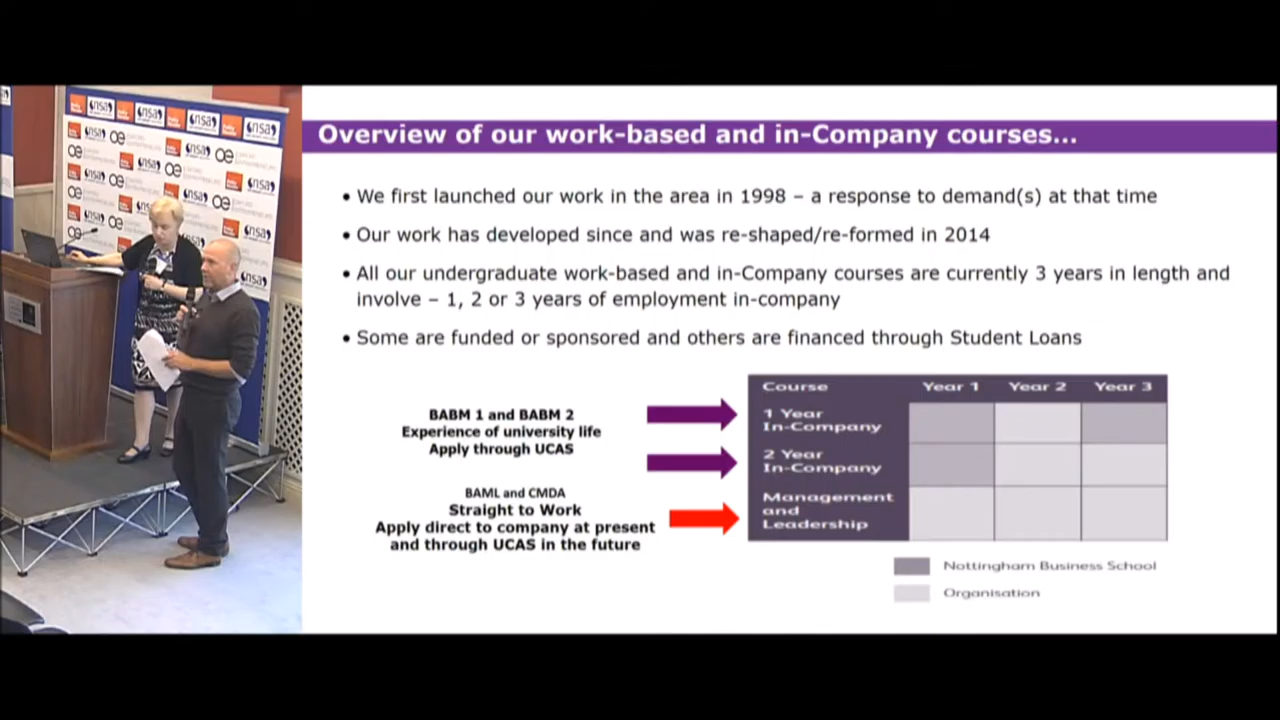 Overview of our work-based and in-Company courses...
• We first launched our work in the area in 1998 – a response to demand(s) at that time
• Our work has developed since and was re-shaped/re-formed in 2014
• All our undergraduate work-based and in-Company courses are currently 3 years in length and
involve – 1, 2 or 3 years of employment in-company
• Some are funded or sponsored and others are financed through Student Loans
BABM 1 and BABM 2
Experience of university life
Apply through UCAS
BAML and CMDA
Straight to Work
Apply direct to company at present
and through UCAS in the future
Course Year 1 Year 2 Year 3
1 Year
In-Company
2 Year
In-Company
Management
and
Leadership
Nottingham Business School
Organisation
nsa
nsa
nsa
nsa